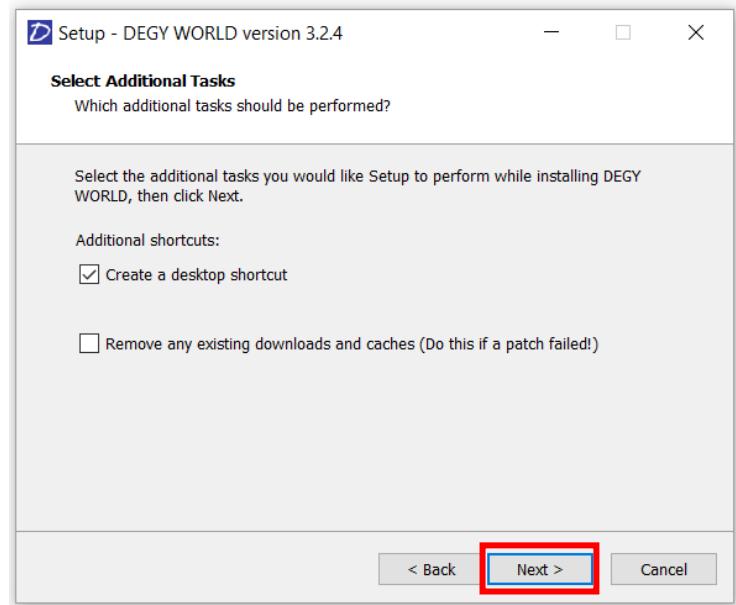 Setup - DEGY WORLD version 3.2.4
Select Additional Tasks
Which additional tasks should be performed?
Select the additional tasks you would like Setup to perform while installing DEGY
WORLD, then click Next.
Additional shortcuts:
Create a desktop shortcut
Remove any existing downloads and caches (Do this if a patch failed!)
< Back
Next >
Cancel